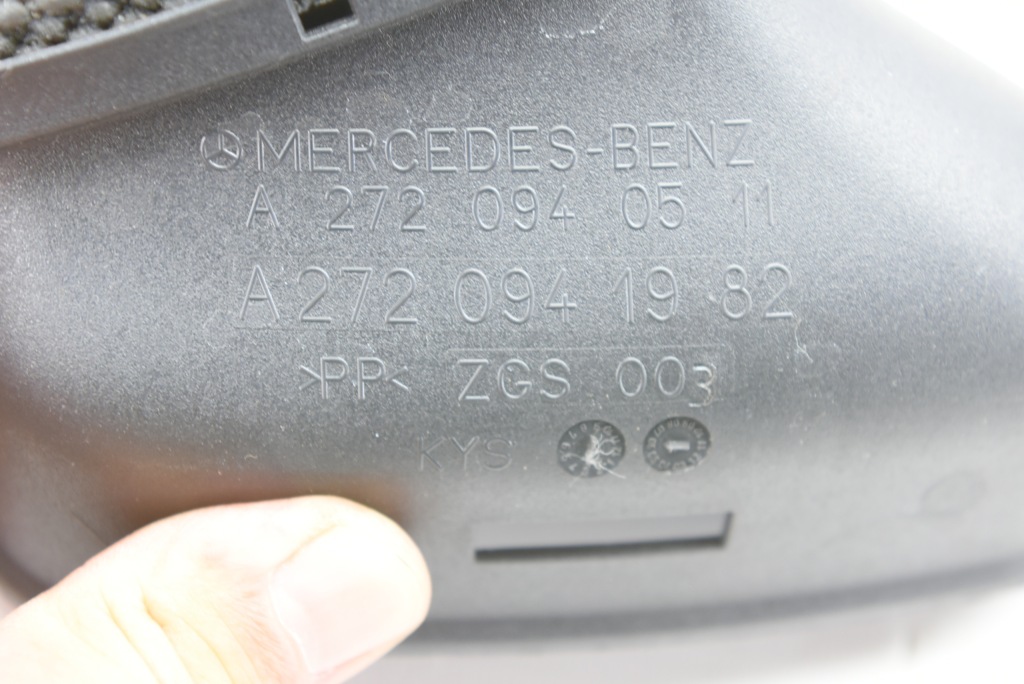 MERCEDES-BENZ
A 272 094 05 11
A 272 094 19 82
>PP< ZGS 003
KYS